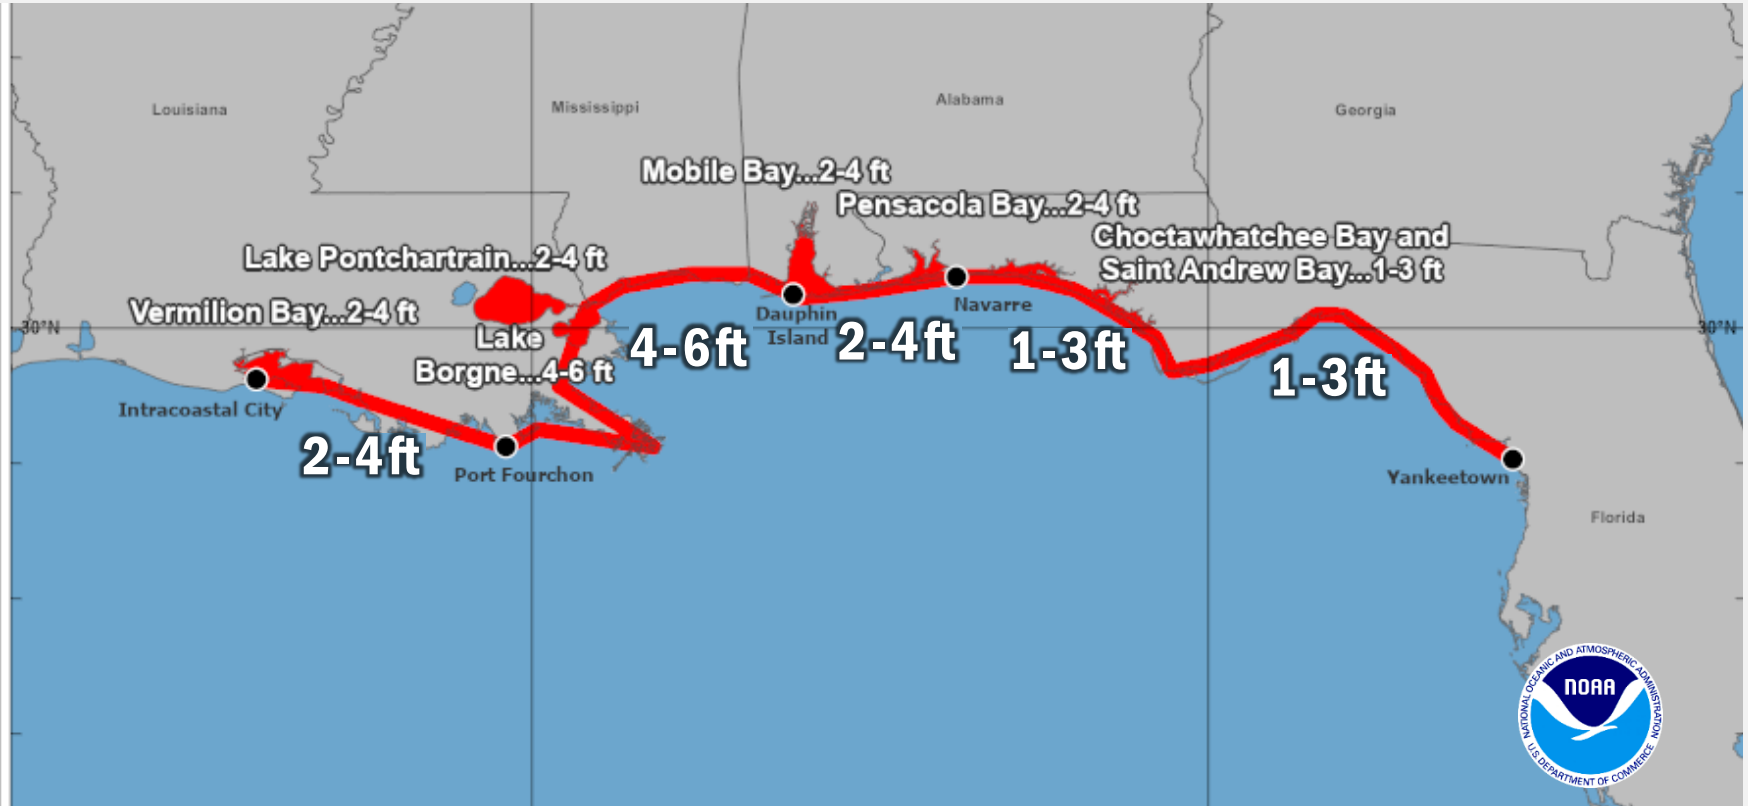 Louisiana
Mississippi
Alabama
Georgia
Mobile Bay...2-4 ft
Pensacola Bay...2-4 ft
Choctawhatchee Bay and
Saint Andrew Bay...1-3 ft
Lake Pontchartrain...2-4 ft
Vermilion Bay...2-4 ft
30°N
30°N
Lake
Borgne...4-6 ft
Dauphin
Island
Navarre
4-6ft
2-4ft
1-3ft
1-3ft
Intracoastal City
2-4ft
Port Fourchon
Yankeetown
Florida
NATIONAL OCEANIC AND ATMOSPHERIC ADMINISTRATION
NOAA
U.S. DEPARTMENT OF COMMERCE